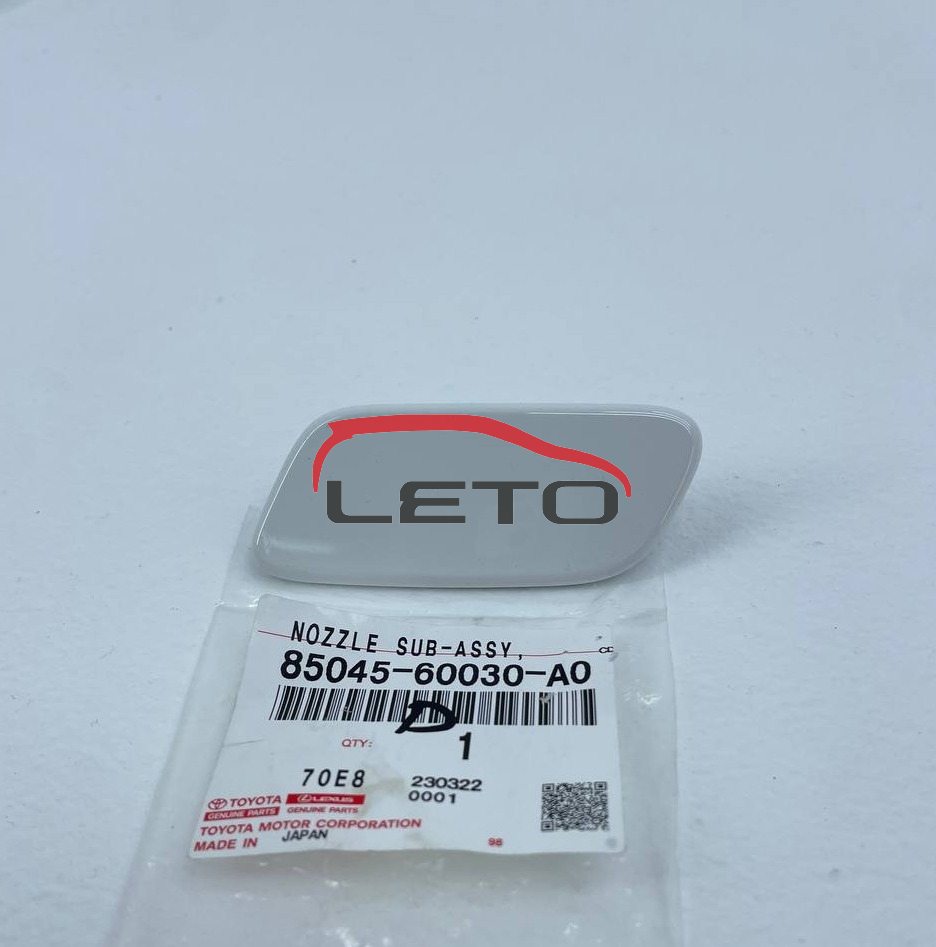 LETO
NOZZLE SUB-ASSY,
85045-60030-A0
D
QTY: 1
70E8 230322
0001
TOYOTA LEXUS
GENUINE PARTS GENUINE PARTS
TOYOTA MOTOR CORPORATION
MADE IN JAPAN
98